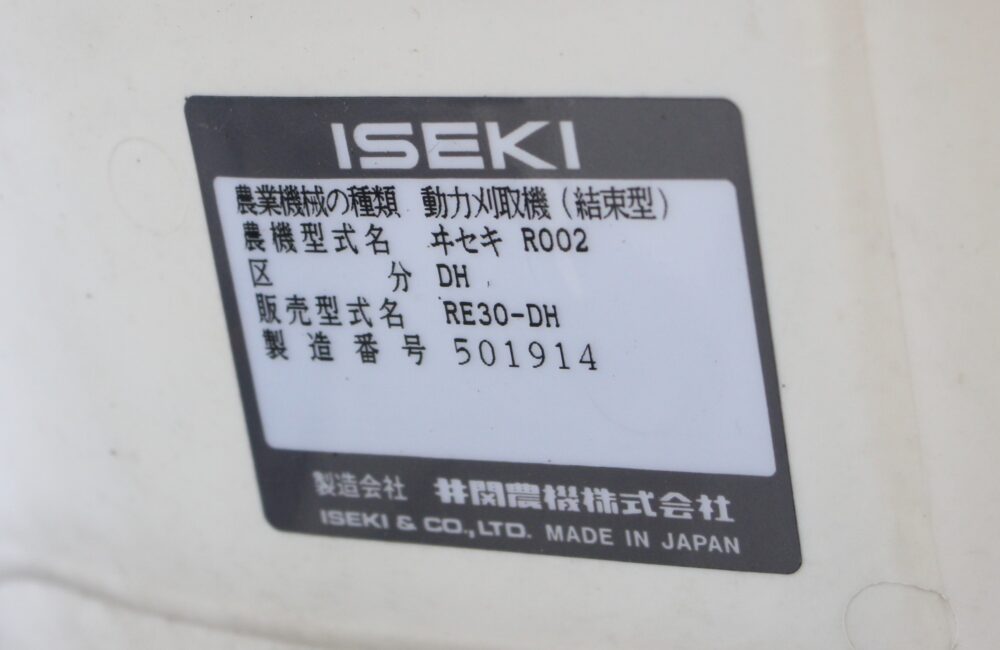 ISEKI
農業機械の種類 動力刈取機(結束型)
農機型式名 ヰセキ R002
区分 DH
販売型式名 RE30-DH
製造番号 501914
製造会社 井関農機株式会社
ISEKI & CO.,LTD. MADE IN JAPAN